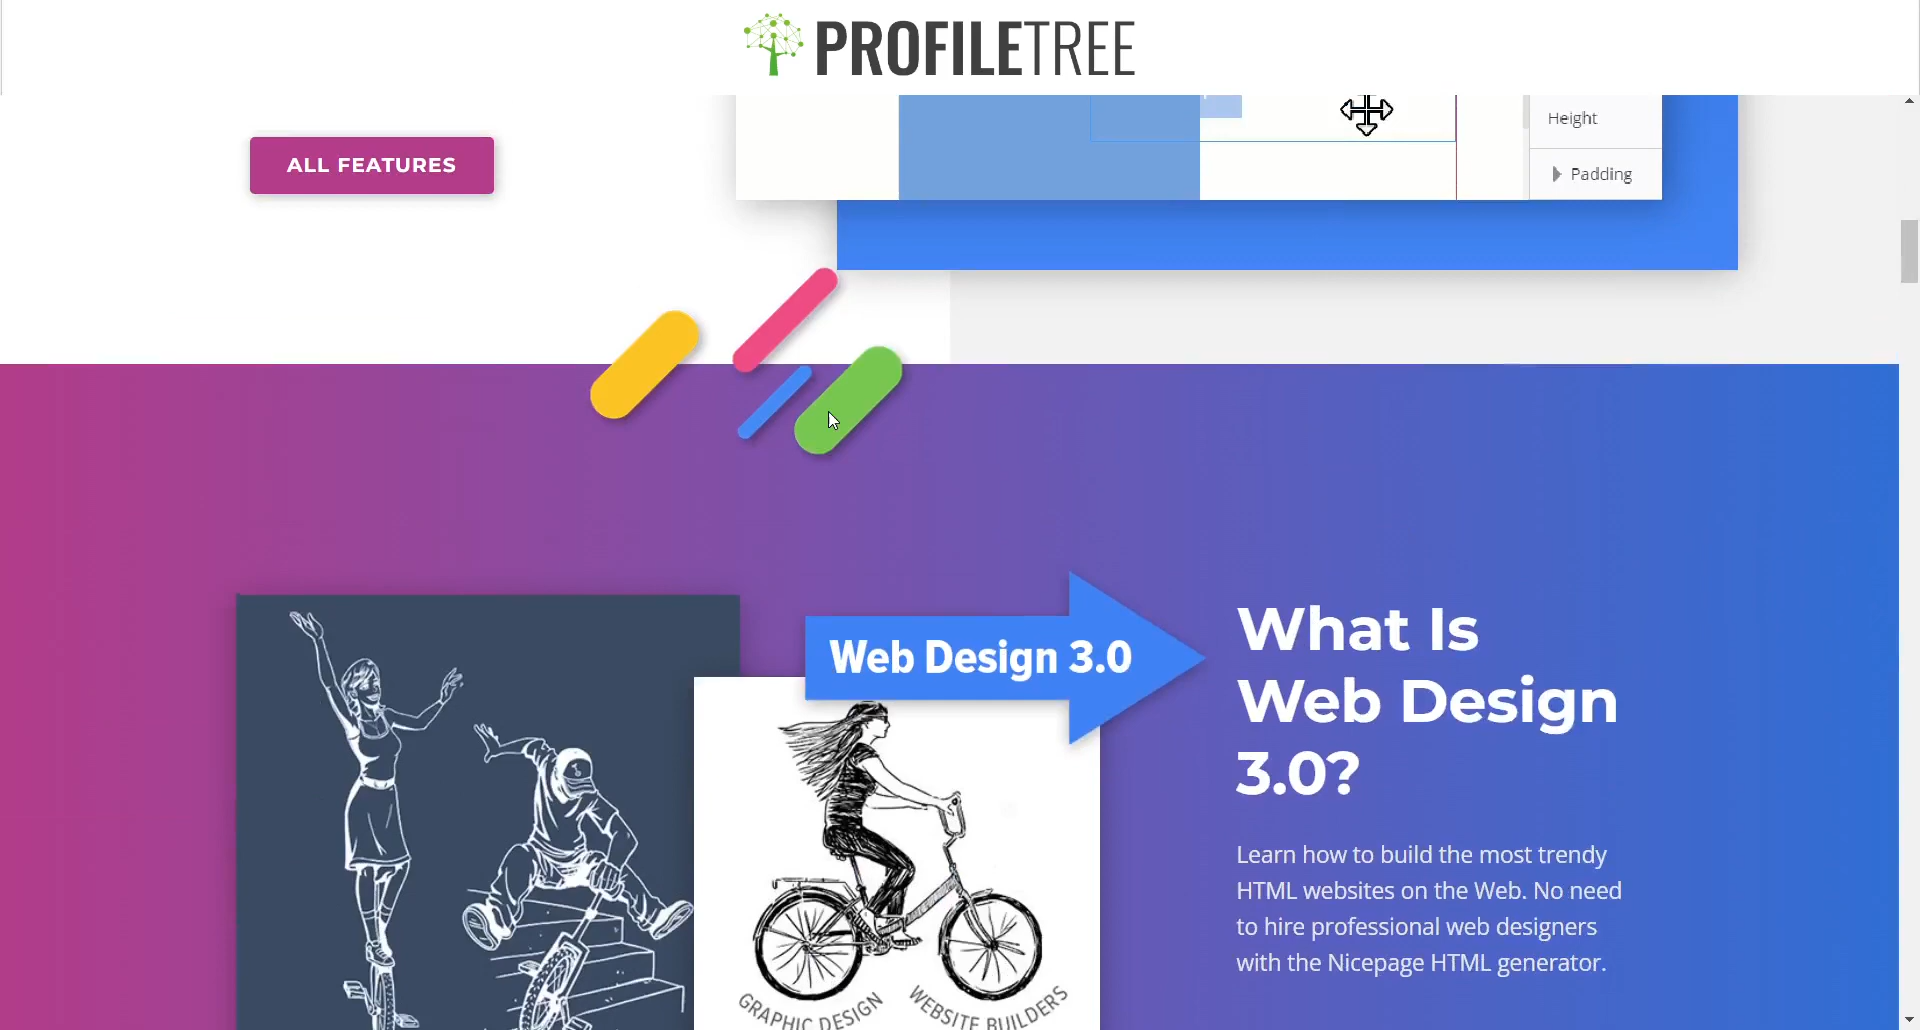 PROFILETREE
Height
ALL FEATURES
Padding
Web Design 3.0
What Is
Web Design
3.0?
Learn how to build the most trendy
HTML websites on the Web. No need
to hire professional web designers
with the Nicepage HTML generator.
GRAPHIC DESIGN
WEBSITE BUILDERS